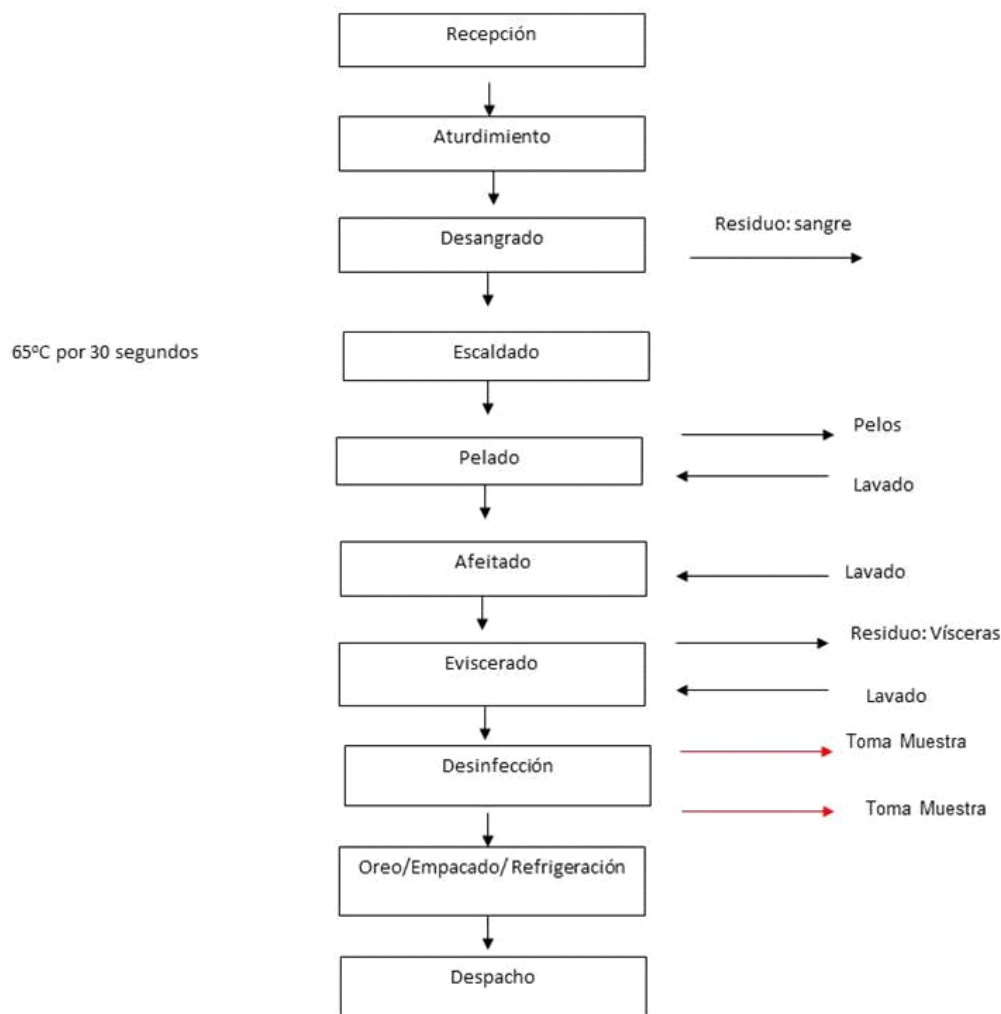 Recepción
Aturdimiento
Desangrado
Residuo: sangre
65°C por 30 segundos
Escaldado
Pelado
Pelos
Lavado
Afeitado
Lavado
Eviscerado
Residuo: Vísceras
Lavado
Desinfección
Toma Muestra
Toma Muestra
Oreo/Empacado/ Refrigeración
Despacho